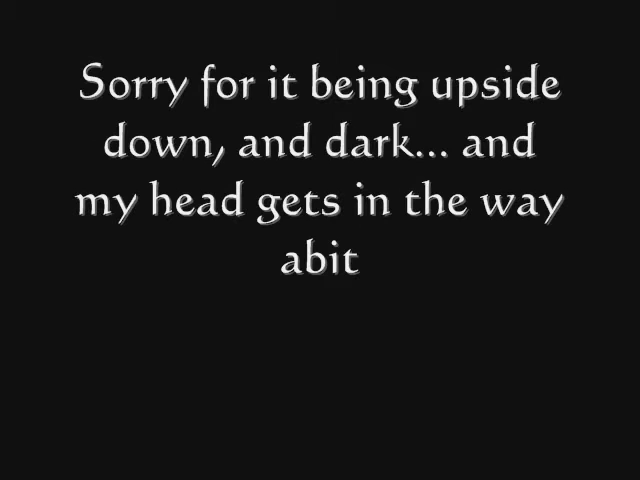 Sorry for it being upside
down, and dark... and
my head gets in the way
abit